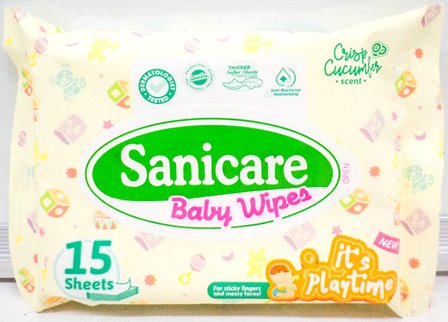 DERMATOLOGIST
TESTED
THICKER
Softer Sheets
Anti-Bacterial
Moisturizing
Crisp
Cucumber
scent
Sanicare
Baby Wipes
OPEN
15
Sheets
For sticky fingers
and messy faces!
NEW
it's
Playtime